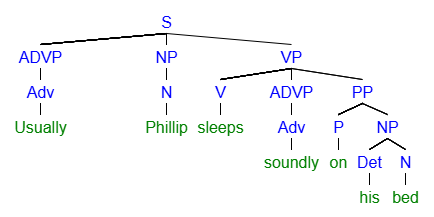 S
ADVP NP VP
Adv N V ADVP PP
Usually Phillip sleeps Adv P NP
soundly on Det N
his bed